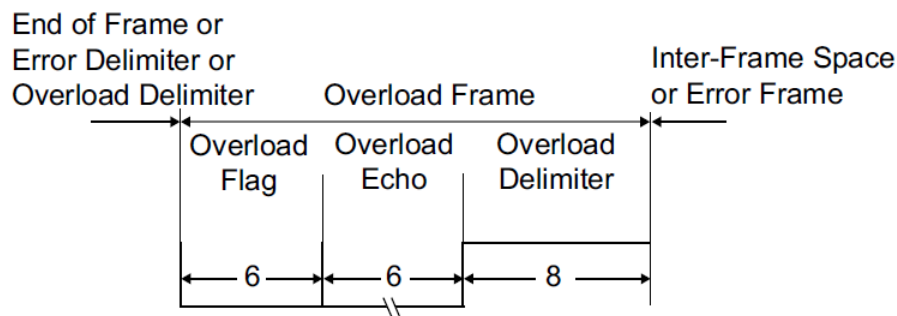 End of Frame or
Error Delimiter or
Overload Delimiter
Overload Frame
Inter-Frame Space
or Error Frame
Overload
Flag
Overload
Echo
Overload
Delimiter
6
6
8